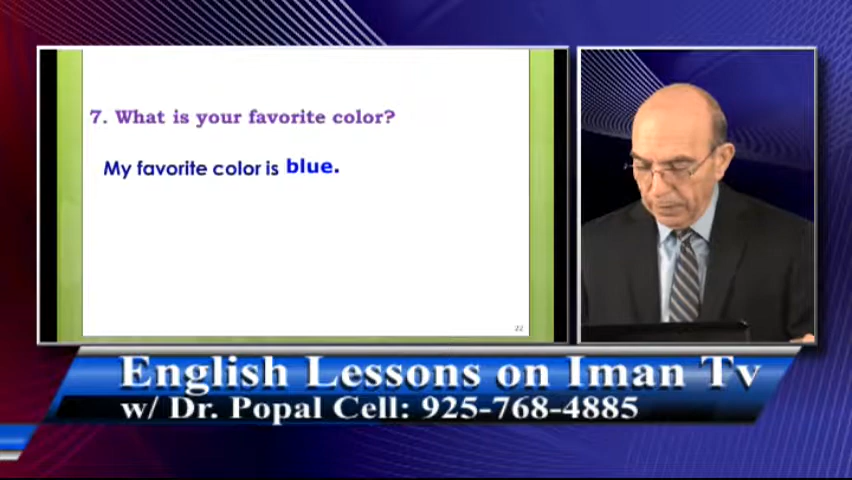 7. What is your favorite color?
My favorite color is blue.
22
English Lessons on Iman Tv
w/ Dr. Popal Cell: 925-768-4885